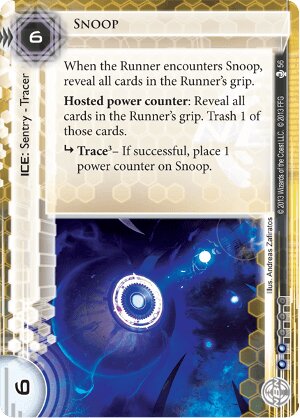 6
SNOOP
When the Runner encounters Snoop,
reveal all cards in the Runner's grip.
Hosted power counter: Reveal all
cards in the Runner's grip. Trash 1 of
those cards.
↳ Trace³– If successful, place 1
power counter on Snoop.
ICE: Sentry - Tracer
56
© 2013 Wizards of the Coast LLC. © 2013 FFG
Illus. Andreas Zafiratos
6